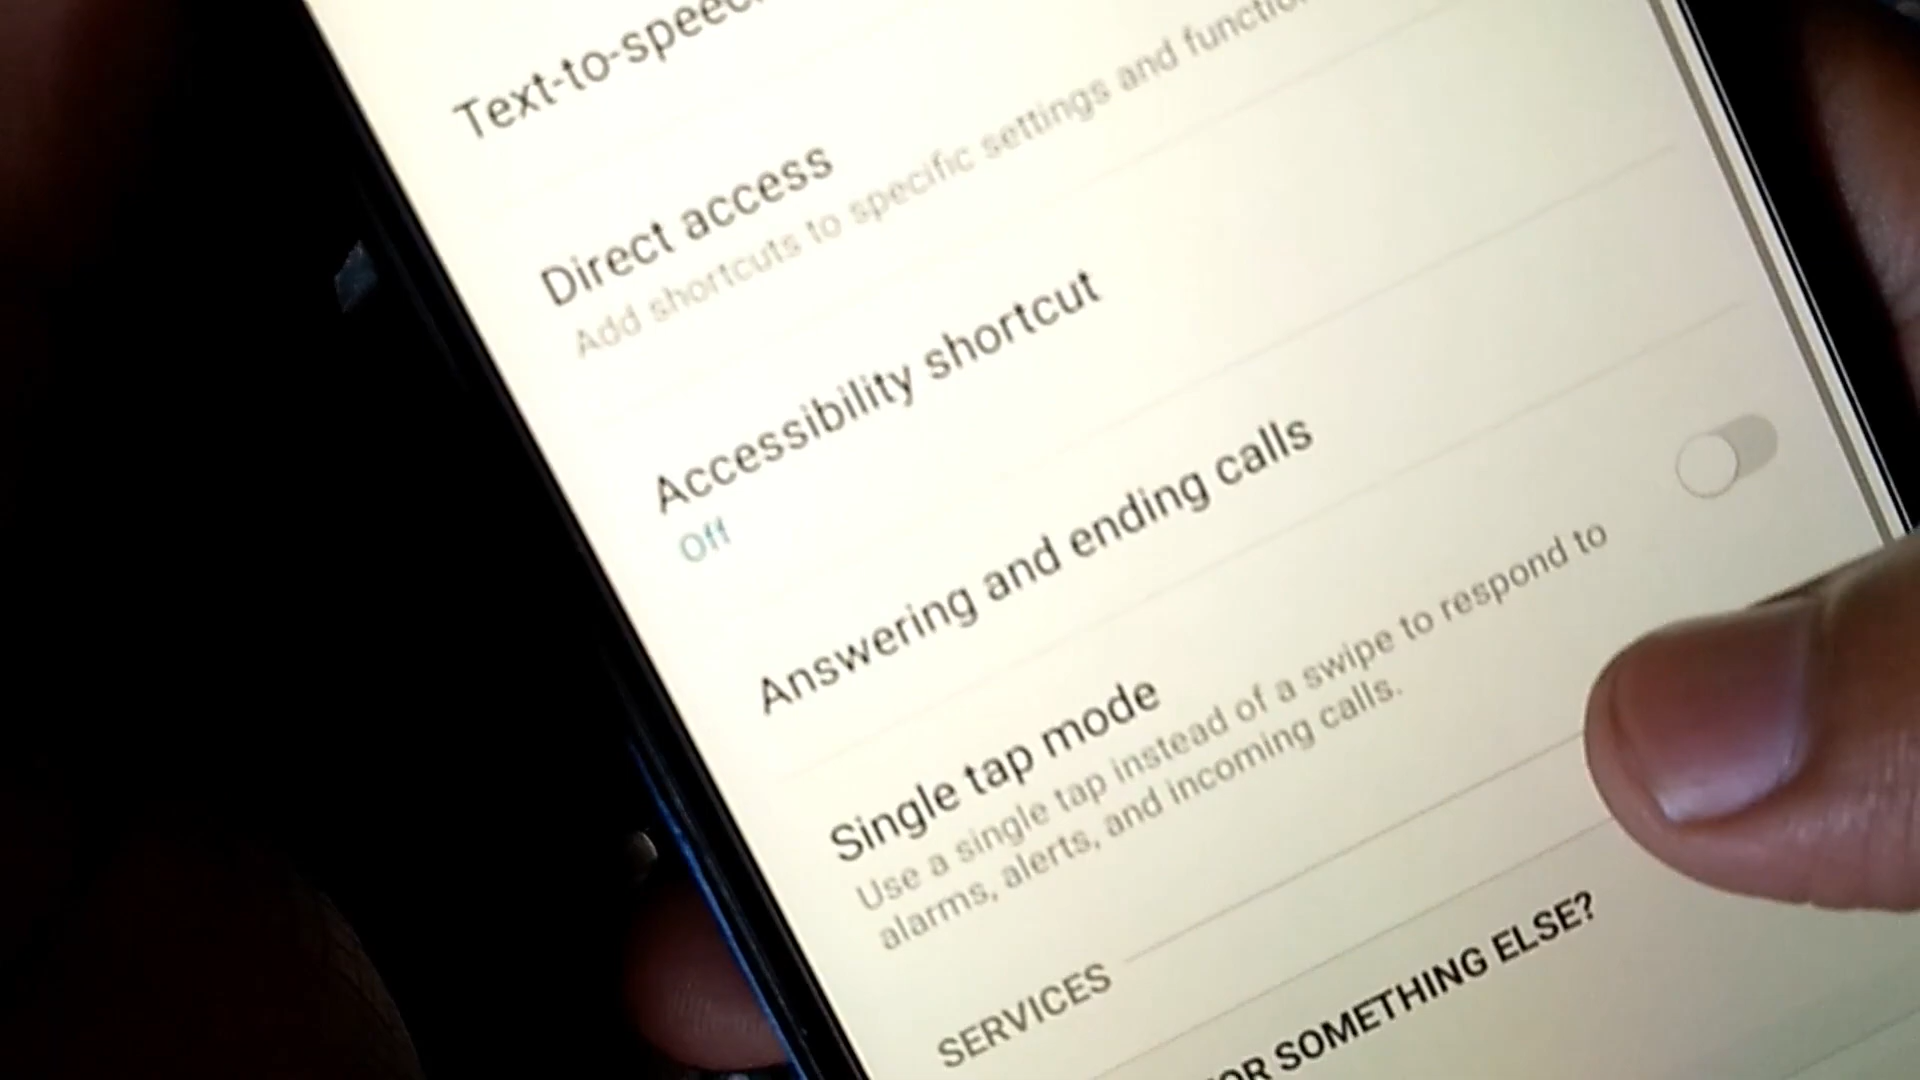 Text-to-speec
Direct access
Add shortcuts to specific settings and functio
Accessibility shortcut
Off
Answering and ending calls
Single tap mode
Use a single tap instead of a swipe to respond to
alarms, alerts, and incoming calls.
SERVICES
OR SOMETHING ELSE?